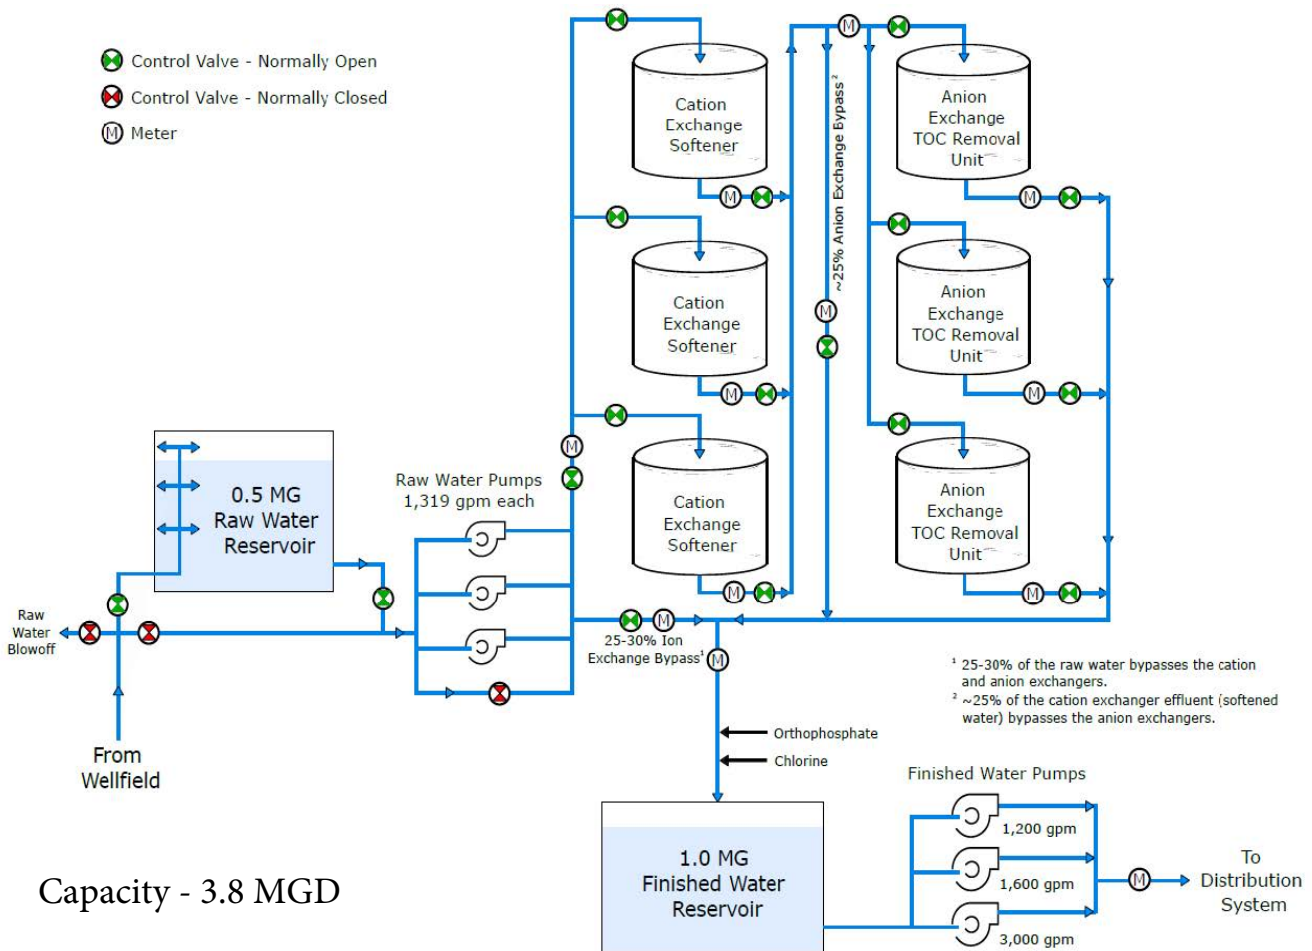 Control Valve - Normally Open
Control Valve - Normally Closed
M Meter
Cation
Exchange
Softener
M
M
~25% Anion Exchange Bypass ²
M
Anion
Exchange
TOC Removal
Unit
M
Cation
Exchange
Softener
M
Anion
Exchange
TOC Removal
Unit
M
Cation
Exchange
Softener
M
Anion
Exchange
TOC Removal
Unit
M
M
Raw Water Pumps
1,319 gpm each
0.5 MG
Raw Water
Reservoir
Raw
Water
Blowoff
From
Wellfield
M
25-30% Ion
Exchange Bypass¹
M
¹ 25-30% of the raw water bypasses the cation
and anion exchangers.
² ~25% of the cation exchanger effluent (softened
water) bypasses the anion exchangers.
Orthophosphate
Chlorine
1.0 MG
Finished Water
Reservoir
Finished Water Pumps
1,200 gpm
1,600 gpm
3,000 gpm
M
To
Distribution
System
Capacity - 3.8 MGD